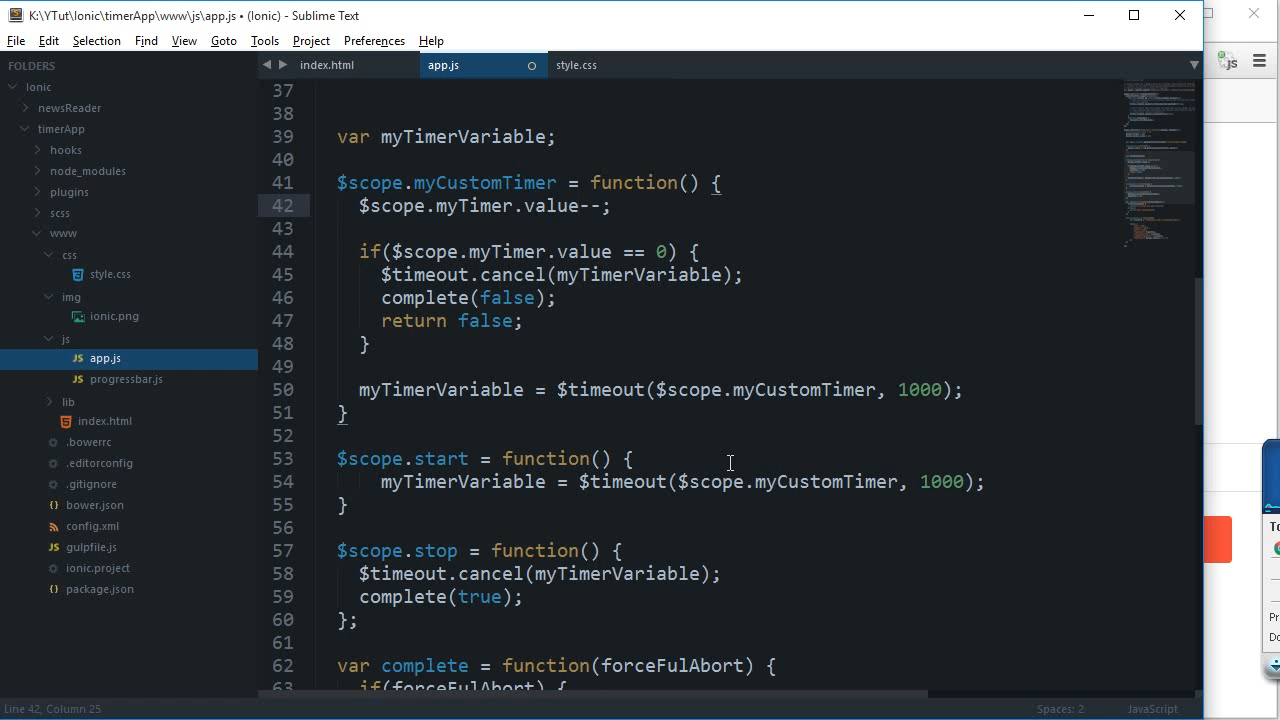 K:\YTut\Ionic\timerApp\www\js\app.js • (Ionic) - Sublime Text
File Edit Selection Find View Goto Tools Project Preferences Help
FOLDERS
Ionic
newsReader
timerApp
hooks
node_modules
plugins
scss
www
css
style.css
img
ionic.png
js
app.js
progressbar.js
lib
index.html
.bowerrc
.editorconfig
.gitignore
bower.json
config.xml
gulpfile.js
ionic.project
package.json
index.html app.js style.css
37
38
39 var myTimerVariable;
40
41 $scope.myCustomTimer = function() {
42 $scope.myTimer.value--;
43
44 if($scope.myTimer.value == 0) {
45 $timeout.cancel(myTimerVariable);
46 complete(false);
47 return false;
48 }
49
50 myTimerVariable = $timeout($scope.myCustomTimer, 1000);
51 }
52
53 $scope.start = function() {
54 myTimerVariable = $timeout($scope.myCustomTimer, 1000);
55 }
56
57 $scope.stop = function() {
58 $timeout.cancel(myTimerVariable);
59 complete(true);
60 };
61
62 var complete = function(forceFulAbort) {
63 if(forceFulAbort) {
Line 42, Column 25 Spaces: 2 JavaScript
js